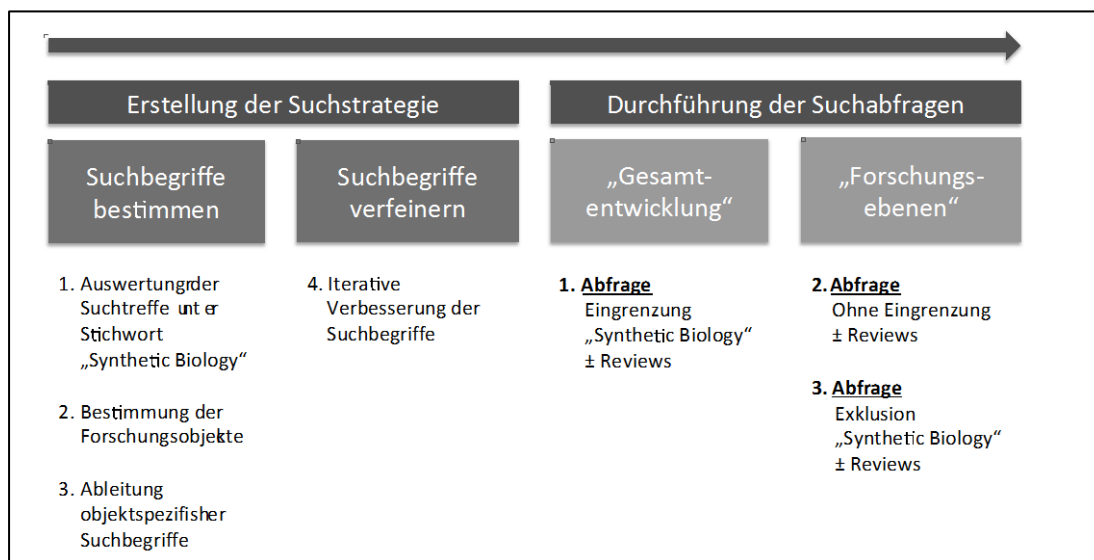 Erstellung der Suchstrategie
Durchführung der Suchabfragen
Suchbegriffe
bestimmen
Suchbegriffe
verfeinern
„Gesamt-
entwicklung“
„Forschungs-
ebenen“
1. Auswertungrder
Suchtreffe unt er
Stichwort
„Synthetic Biology“
2. Bestimmung der
Forschungsobjekte
3. Ableitung
objektspezifisher
Suchbegriffe
4. Iterative
Verbesserung der
Suchbegriffe
1. Abfrage
Eingrenzung
„Synthetic Biology“
± Reviews
2. Abfrage
Ohne Eingrenzung
± Reviews
3. Abfrage
Exklusion
„Synthetic Biology“
± Reviews